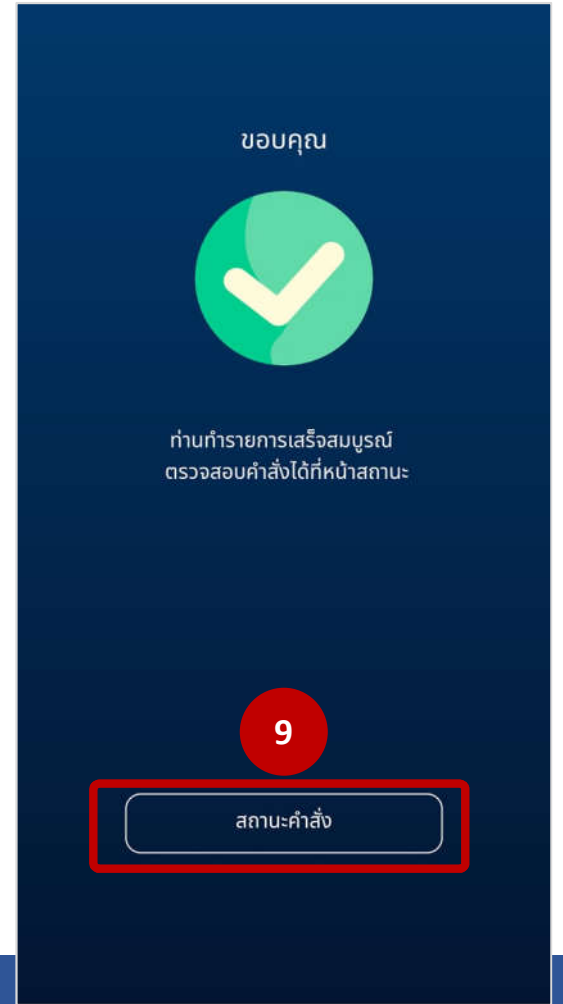 ขอบคุณ
ท่านทำรายการเสร็จสมบูรณ์
ตรวจสอบคำสั่งได้ที่หน้าสถานะ
9
สถานะคำสั่ง